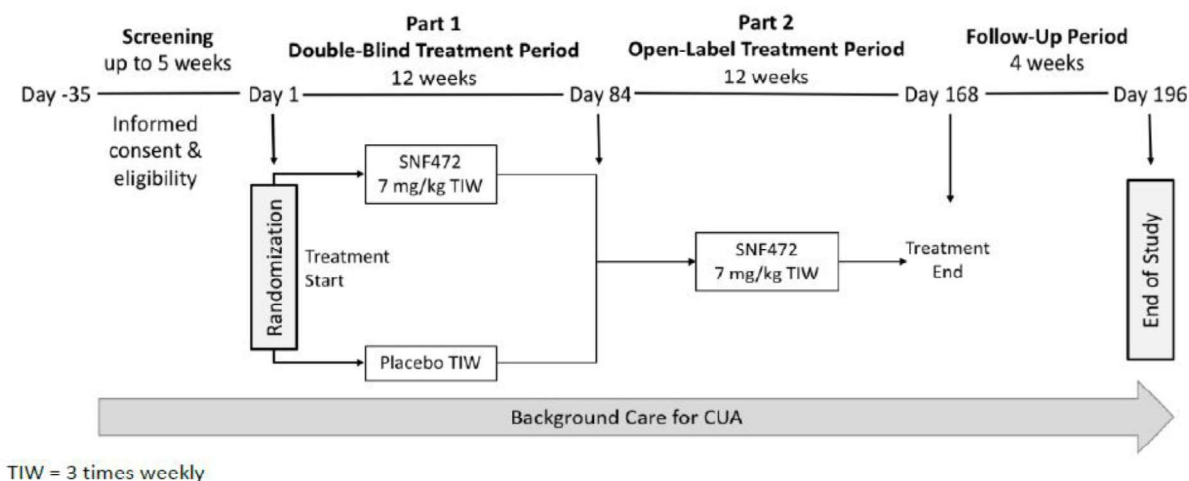 Screening
up to 5 weeks
Part 1
Double-Blind Treatment Period
12 weeks
Part 2
Open-Label Treatment Period
12 weeks
Follow-Up Period
4 weeks
Day -35
Day 1
Day 84
Day 168
Day 196
Informed
consent &
eligibility
Randomization
Treatment
Start
SNF472
7 mg/kg TIW
Placebo TIW
SNF472
7 mg/kg TIW
Treatment
End
End of Study
Background Care for CUA
TIW = 3 times weekly